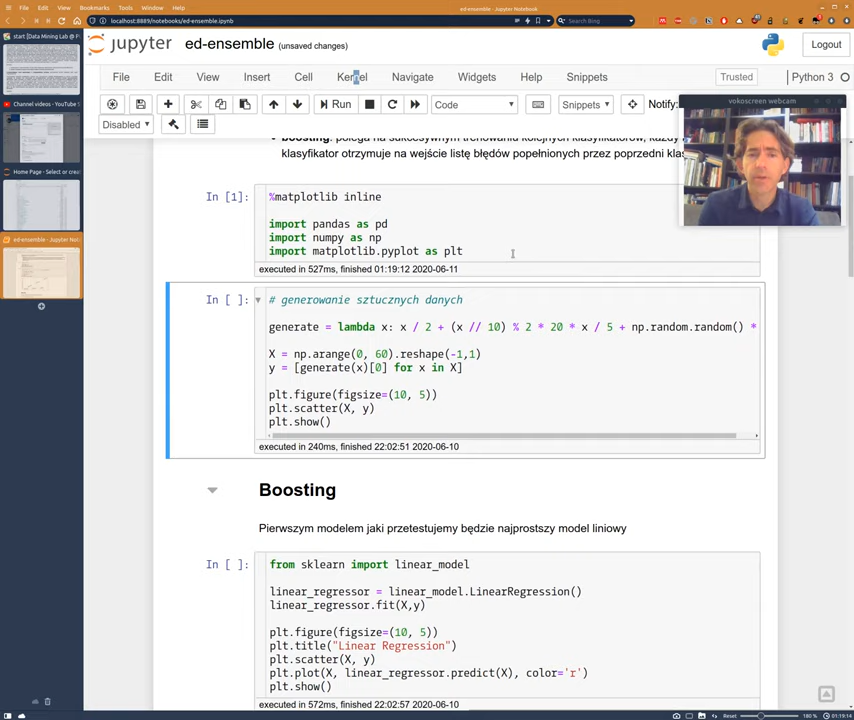 File Edit View Bookmarks Tools Window Help
ed-ensemble - Jupyter Notebook
localhost:8889/notebooks/ed-ensemble.ipynb
Search Bing
start [Data Mining Lab @ P
Channel videos - YouTube S
Home Page - Select or crea
ed-ensemble - Jupyter Note
jupyter ed-ensemble (unsaved changes)
Logout
File Edit View Insert Cell Kernel Navigate Widgets Help Snippets
Trusted Python 3
Run Code Snippets Notify:
Disabled
vokoscreen webcam
boosting: polega na sukcesywnym trenowaniu kolejnych klasyfikatorów, każdy
klasyfikator otrzymuje na wejście listę błędów popełnionych przez poprzedni klas
In [1]:
%matplotlib inline
import pandas as pd
import numpy as np
import matplotlib.pyplot as plt
executed in 527ms, finished 01:19:12 2020-06-11
In [ ]:
# generowanie sztucznych danych
generate = lambda x: x / 2 + (x // 10) % 2 * 20 * x / 5 + np.random.random() *
X = np.arange(0, 60).reshape(-1,1)
y = [generate(x)[0] for x in X]
plt.figure(figsize=(10, 5))
plt.scatter(X, y)
plt.show()
executed in 240ms, finished 22:02:51 2020-06-10
Boosting
Pierwszym modelem jaki przetestujemy będzie najprostszy model liniowy
In [ ]:
from sklearn import linear_model
linear_regressor = linear_model.LinearRegression()
linear_regressor.fit(X,y)
plt.figure(figsize=(10, 5))
plt.title("Linear Regression")
plt.scatter(X, y)
plt.plot(X, linear_regressor.predict(X), color='r')
plt.show()
executed in 572ms, finished 22:02:57 2020-06-10
Reset 180 % 01:19:14